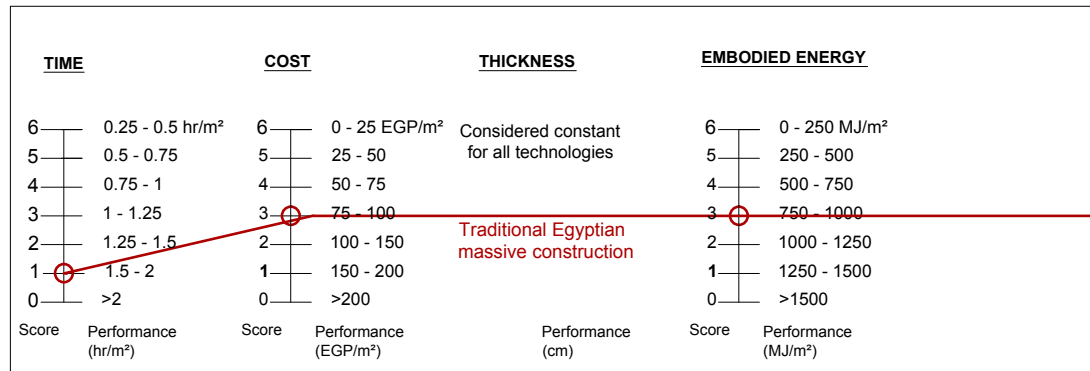 TIME COST THICKNESS EMBODIED ENERGY
6 0.25 - 0.5 hr/m² 6 0 - 25 EGP/m² Considered constant 6 0 - 250 MJ/m²
5 0.5 - 0.75 5 25 - 50 for all technologies 5 250 - 500
4 0.75 - 1 4 50 - 75 4 500 - 750
3 1 - 1.25 3 75 - 100 Traditional Egyptian 3 750 - 1000
2 1.25 - 1.5 2 100 - 150 massive construction 2 1000 - 1250
1 1.5 - 2 1 150 - 200 1 1250 - 1500
0 >2 0 >200 0 >1500
Score Performance Score Performance Performance Score Performance
(hr/m²) (EGP/m²) (cm) (MJ/m²)